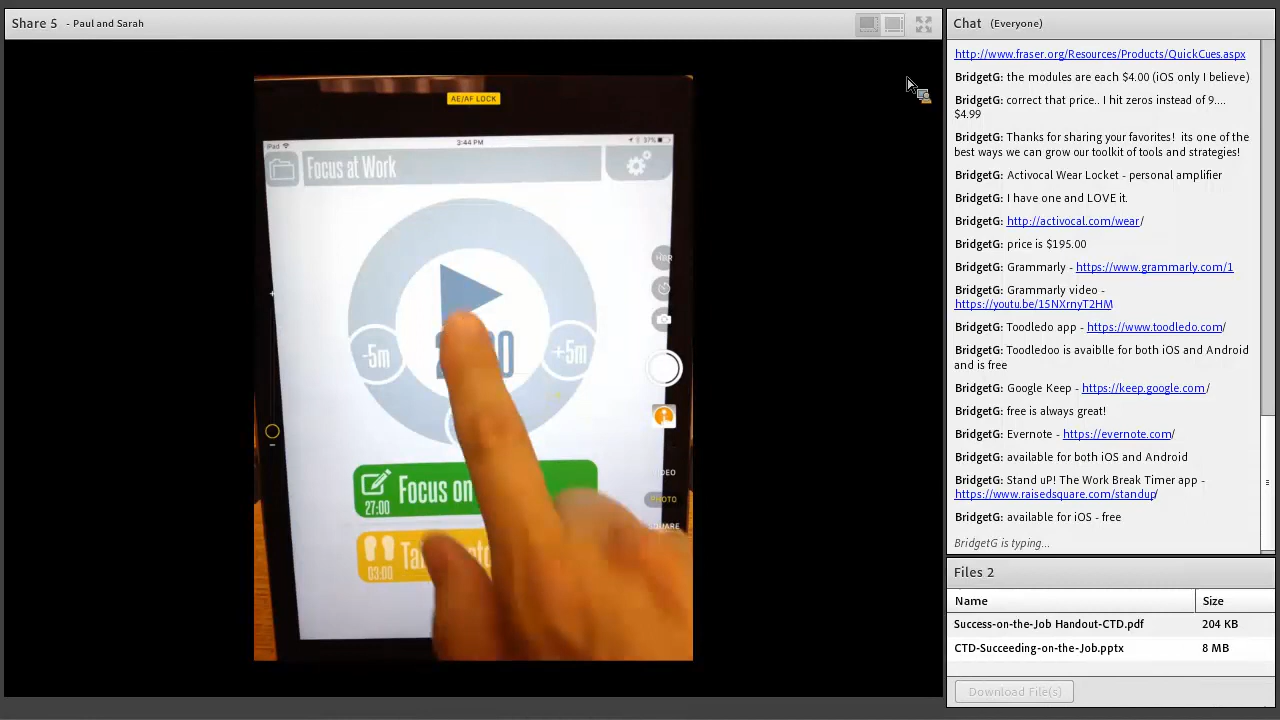 Share 5 - Paul and Sarah
AE/AF LOCK
iPad
3:44 PM
37%
Focus at Work
-5m
+5m
Focus on
27:00
03:00
PHOTO
SQUARE
Chat (Everyone)
http://www.fraser.org/Resources/Products/QuickCues.aspx
BridgetG: the modules are each $4.00 (iOS only I believe)
BridgetG: correct that price.. I hit zeros instead of 9....
$4.99
BridgetG: Thanks for sharing your favorites! Its one of the
best ways we can grow our toolkit of tools and strategies!
BridgetG: Activocal Wear Locket - personal amplifier
BridgetG: I have one and LOVE it.
BridgetG: http://activocal.com/wear/
BridgetG: price is $195.00
BridgetG: Grammarly - https://www.grammarly.com/1
BridgetG: Grammarly video -
https://youtu.be/15NXrnyT2HM
BridgetG: Toodledo app - https://www.toodledo.com/
BridgetG: Toodledoo is avaiblle for both iOS and Android
and is free
BridgetG: Google Keep - https://keep.google.com/
BridgetG: free is always great!
BridgetG: Evernote - https://evernote.com/
BridgetG: available for both iOS and Android
BridgetG: Stand uP! The Work Break Timer app -
https://www.raisedsquare.com/standup/
BridgetG: available for iOS - free
BridgetG is typing...
Files 2
Name Size
Success-on-the-Job Handout-CTD.pdf 204 KB
CTD-Succeeding-on-the-Job.pptx 8 MB
Download File(s)